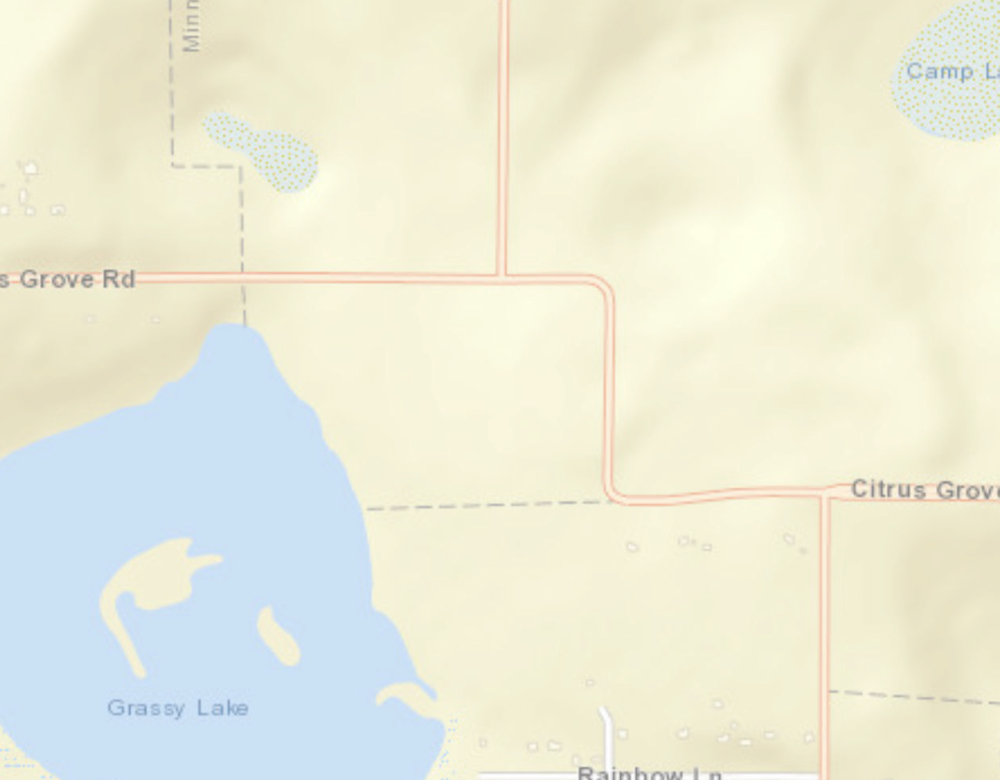 Minn
Camp La
s Grove Rd
Citrus Grove
Grassy Lake
Rainbow Ln